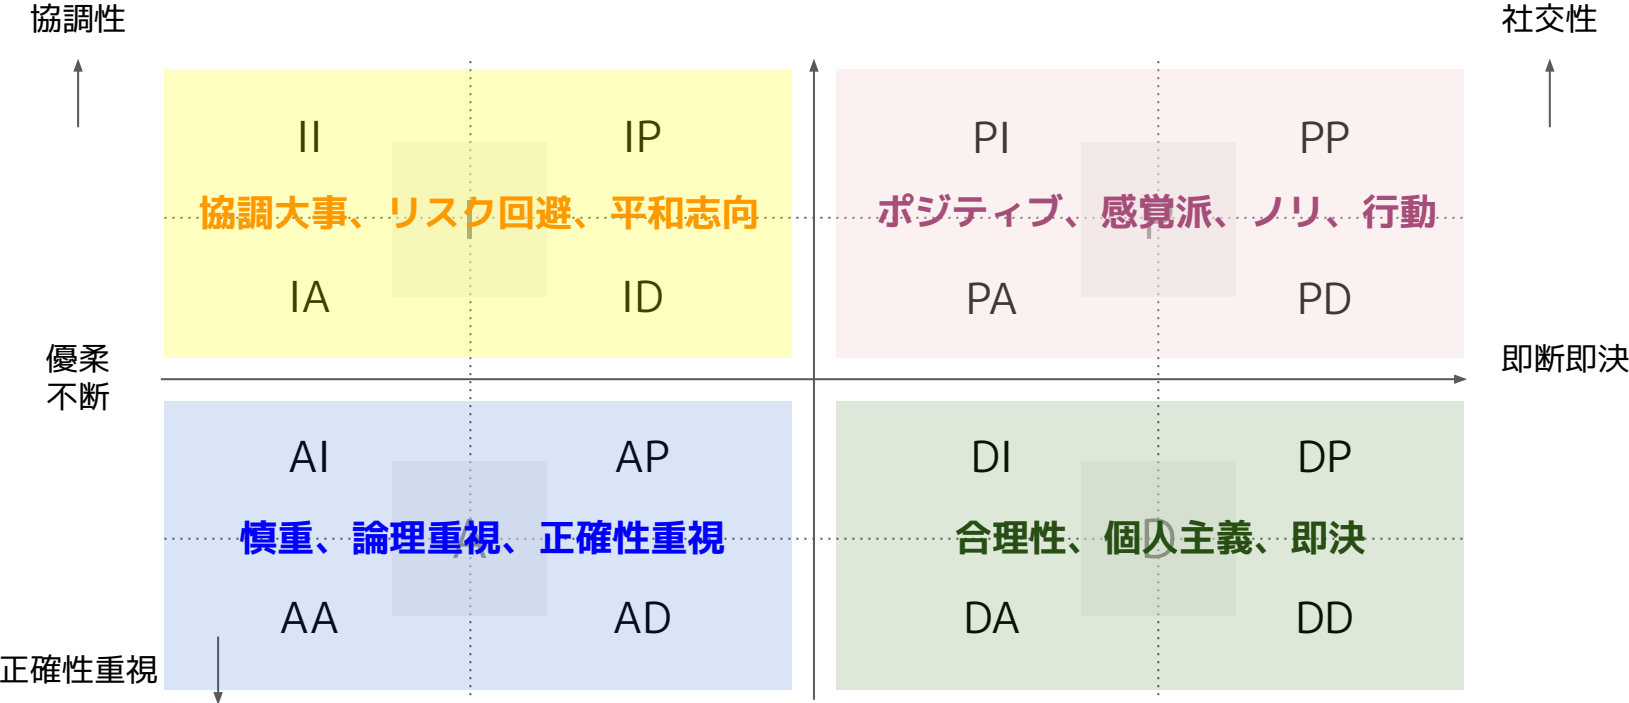 協調性
社交性
II
IP
PI
PP
協調大事、リスク回避、平和志向
I
ポジティブ、感覚派、ノリ、行動
P
IA
ID
PA
PD
優柔
不断
即断即決
AI
AP
DI
DP
慎重、論理重視、正確性重視
A
合理性、個人主義、即決
D
AA
AD
DA
DD
正確性重視